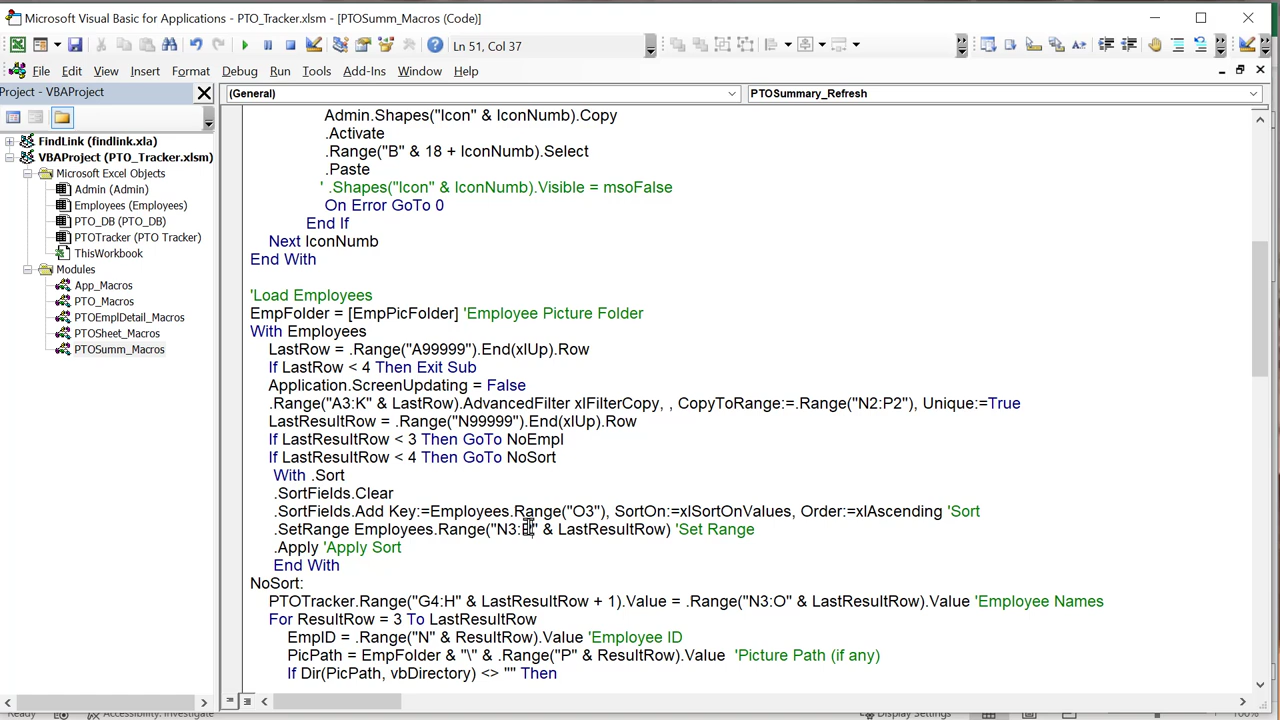 Microsoft Visual Basic for Applications - PTO_Tracker.xlsm - [PTOSumm_Macros (Code)]
Ln 51, Col 37
File Edit View Insert Format Debug Run Tools Add-Ins Window Help
Project - VBAProject
(General)
PTOSummary_Refresh
FindLink (findlink.xla)
VBAProject (PTO_Tracker.xlsm)
Microsoft Excel Objects
Admin (Admin)
Employees (Employees)
PTO_DB (PTO_DB)
PTOTracker (PTO Tracker)
ThisWorkbook
Modules
App_Macros
PTO_Macros
PTOEmplDetail_Macros
PTOSheet_Macros
PTOSumm_Macros
Admin.Shapes("Icon" & IconNumb).Copy
.Activate
.Range("B" & 18 + IconNumb).Select
.Paste
' .Shapes("Icon" & IconNumb).Visible = msoFalse
On Error GoTo 0
End If
Next IconNumb
End With
'Load Employees
EmpFolder = [EmpPicFolder] 'Employee Picture Folder
With Employees
LastRow = .Range("A99999").End(xlUp).Row
If LastRow < 4 Then Exit Sub
Application.ScreenUpdating = False
.Range("A3:K" & LastRow).AdvancedFilter xlFilterCopy, , CopyToRange:=.Range("N2:P2"), Unique:=True
LastResultRow = .Range("N99999").End(xlUp).Row
If LastResultRow < 3 Then GoTo NoEmpl
If LastResultRow < 4 Then GoTo NoSort
With .Sort
.SortFields.Clear
.SortFields.Add Key:=Employees.Range("O3"), SortOn:=xlSortOnValues, Order:=xlAscending 'Sort
.SetRange Employees.Range("N3: " & LastResultRow) 'Set Range
.Apply 'Apply Sort
End With
NoSort:
PTOTracker.Range("G4:H" & LastResultRow + 1).Value = .Range("N3:O" & LastResultRow).Value 'Employee Names
For ResultRow = 3 To LastResultRow
EmpID = .Range("N" & ResultRow).Value 'Employee ID
PicPath = EmpFolder & "\" & .Range("P" & ResultRow).Value 'Picture Path (if any)
If Dir(PicPath, vbDirectory) <> "" Then
Ready
Accessibility: Investigate
Display Settings
100%